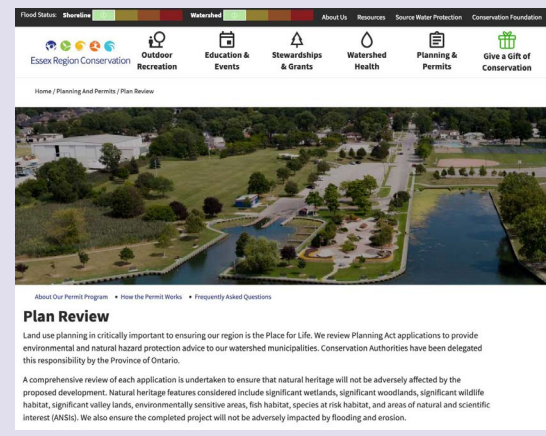 Flood Status: Shoreline Watershed About Us Resources Source Water Protection Conservation Foundation
Essex Region Conservation
Outdoor Recreation
Education & Events
Stewardships & Grants
Watershed Health
Planning & Permits
Give a Gift of Conservation
Home / Planning And Permits / Plan Review
About Our Permit Program • How the Permit Works • Frequently Asked Questions
Plan Review
Land use planning in critically important to ensuring our region is the Place for Life. We review Planning Act applications to provide
environmental and natural hazard protection advice to our watershed municipalities. Conservation Authorities have been delegated
this responsibility by the Province of Ontario.
A comprehensive review of each application is undertaken to ensure that natural heritage will not be adversely affected by the
proposed development. Natural heritage features considered include significant wetlands, significant woodlands, significant wildlife
habitat, significant valley lands, environmentally sensitive areas, fish habitat, species at risk habitat, and areas of natural and scientific
interest (ANSIs). We also ensure the completed project will not be adversely impacted by flooding and erosion.